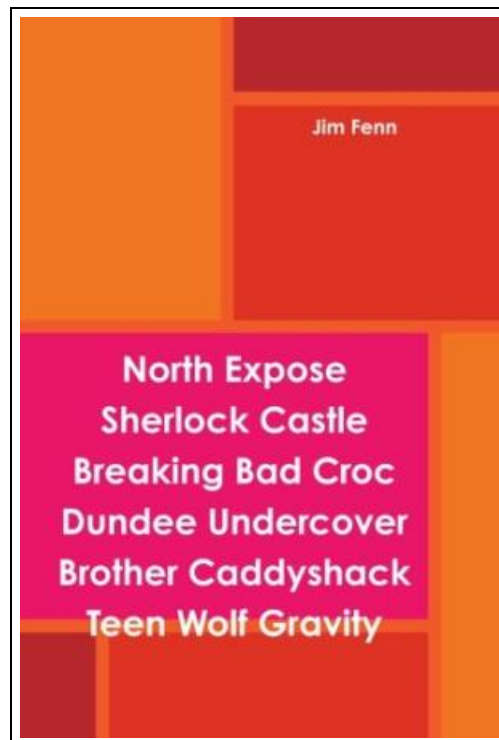 Jim Fenn
North Expose
Sherlock Castle
Breaking Bad Croc
Dundee Undercover
Brother Caddyshack
Teen Wolf Gravity